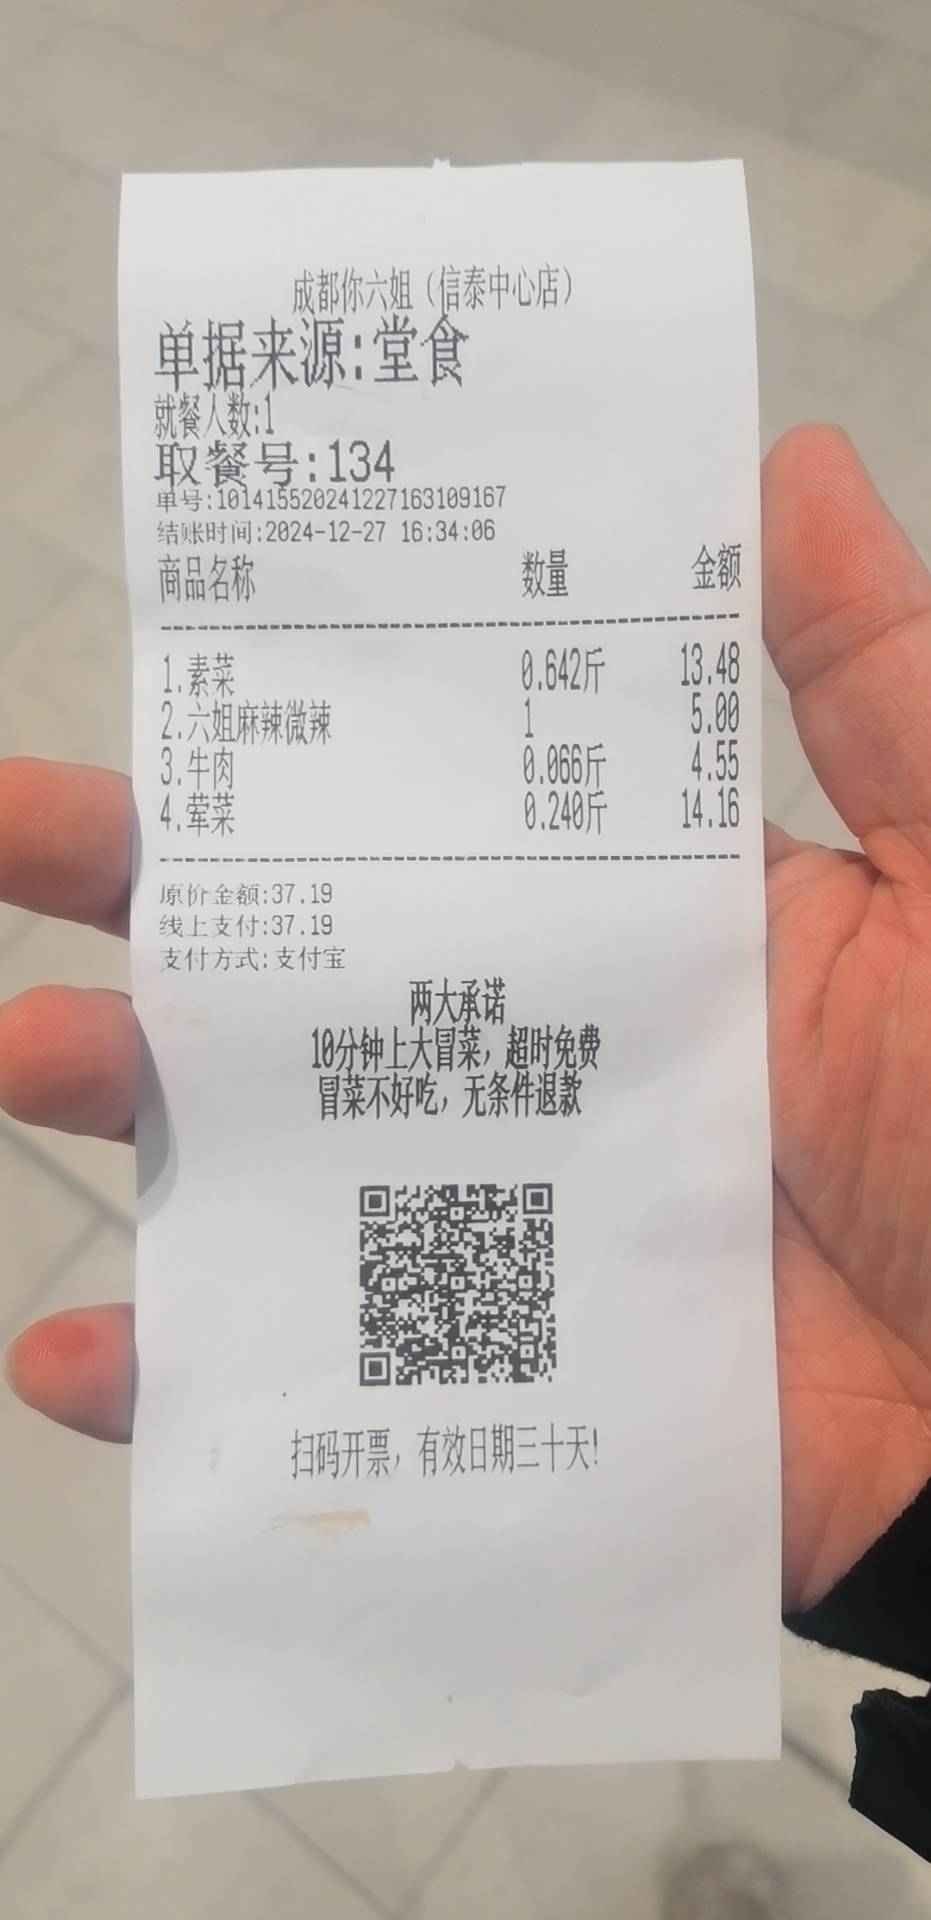 成都你六姐（信泰中心店）
单据来源:堂食
就餐人数:1
取餐号:134
单号:101415520241227163109167
结账时间:2024-12-27 16:34:06
商品名称 数量 金额
1.素菜 0.642斤 13.48
2.六姐麻辣微辣 1 5.00
3.牛肉 0.066斤 4.55
4.荤菜 0.240斤 14.16
原价金额:37.19
线上支付:37.19
支付方式:支付宝
两大承诺
10分钟上大冒菜，超时免费
冒菜不好吃，无条件退款
扫码开票，有效日期三十天!